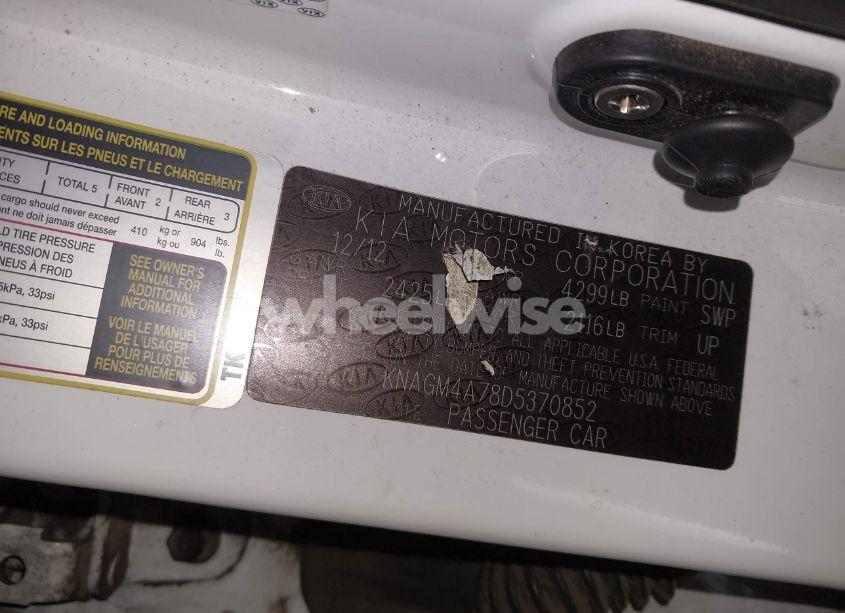 RE AND LOADING INFORMATION
ENTS SUR LES PNEUS ET LE CHARGEMENT
TOTAL 5 FRONT AVANT 2 REAR ARRIÈRE 3
cargo should never exceed
ent ne doit jamais dépasser 410 kg or kg ou 904 lbs. lb.
LD TIRE PRESSURE
PRESSION DES
NEUS À FROID
kPa, 33psi
kPa, 33psi
SEE OWNER'S
MANUAL FOR
ADDITIONAL
INFORMATION
VOIR LE MANUEL
DE L'USAGER
POUR PLUS DE
RENSEIGNEMENTS
TK
KIA
MANUFACTURED IN KOREA BY
KIA MOTORS CORPORATION
12/12
4299LB PAINT SWP
2416LB TRIM UP
ALL APPLICABLE U.S.A. FEDERAL
AND THEFT PREVENTION STANDARDS
MANUFACTURE SHOWN ABOVE
KNAGM4A78D5370852
PASSENGER CAR
wheelwise